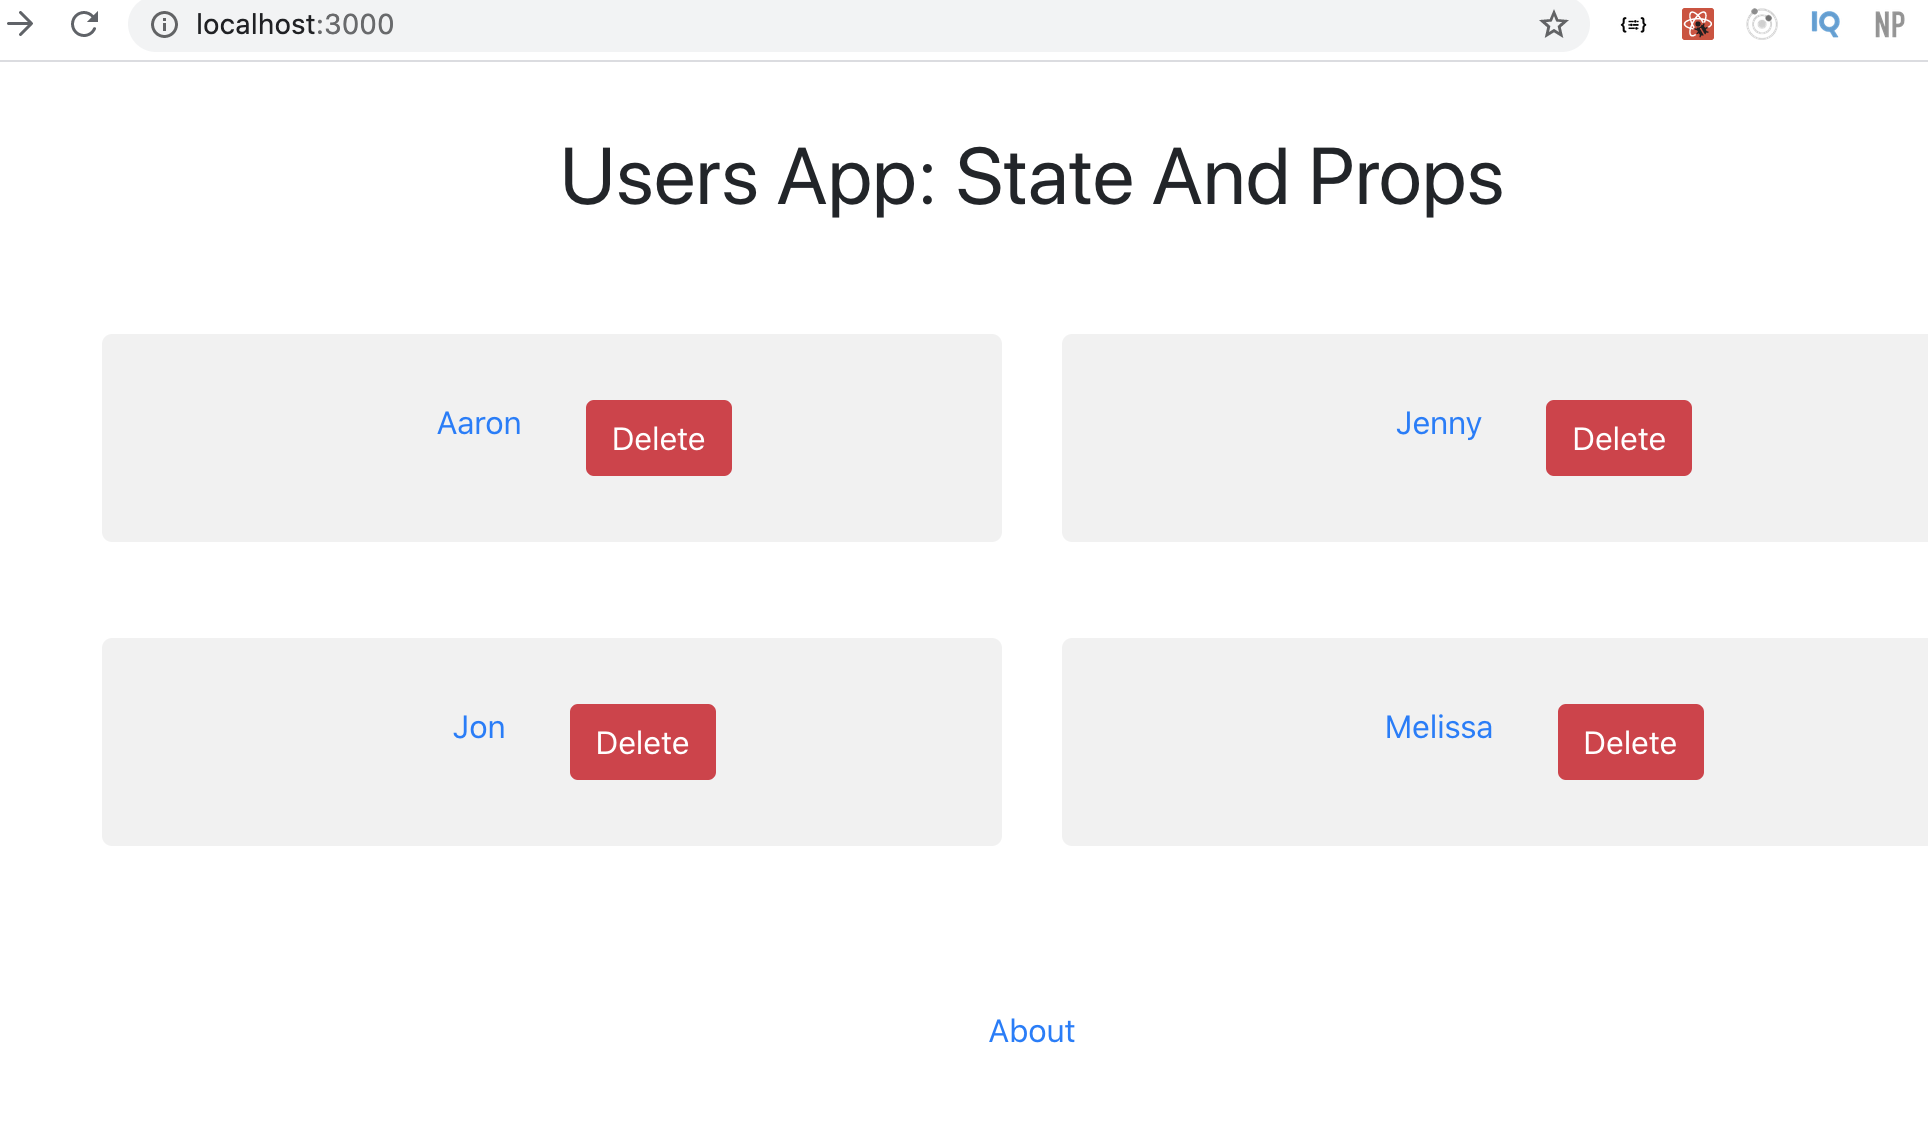 localhost:3000
{≡}
IQ
NP
Users App: State And Props
Aaron Delete
Jenny Delete
Jon Delete
Melissa Delete
About